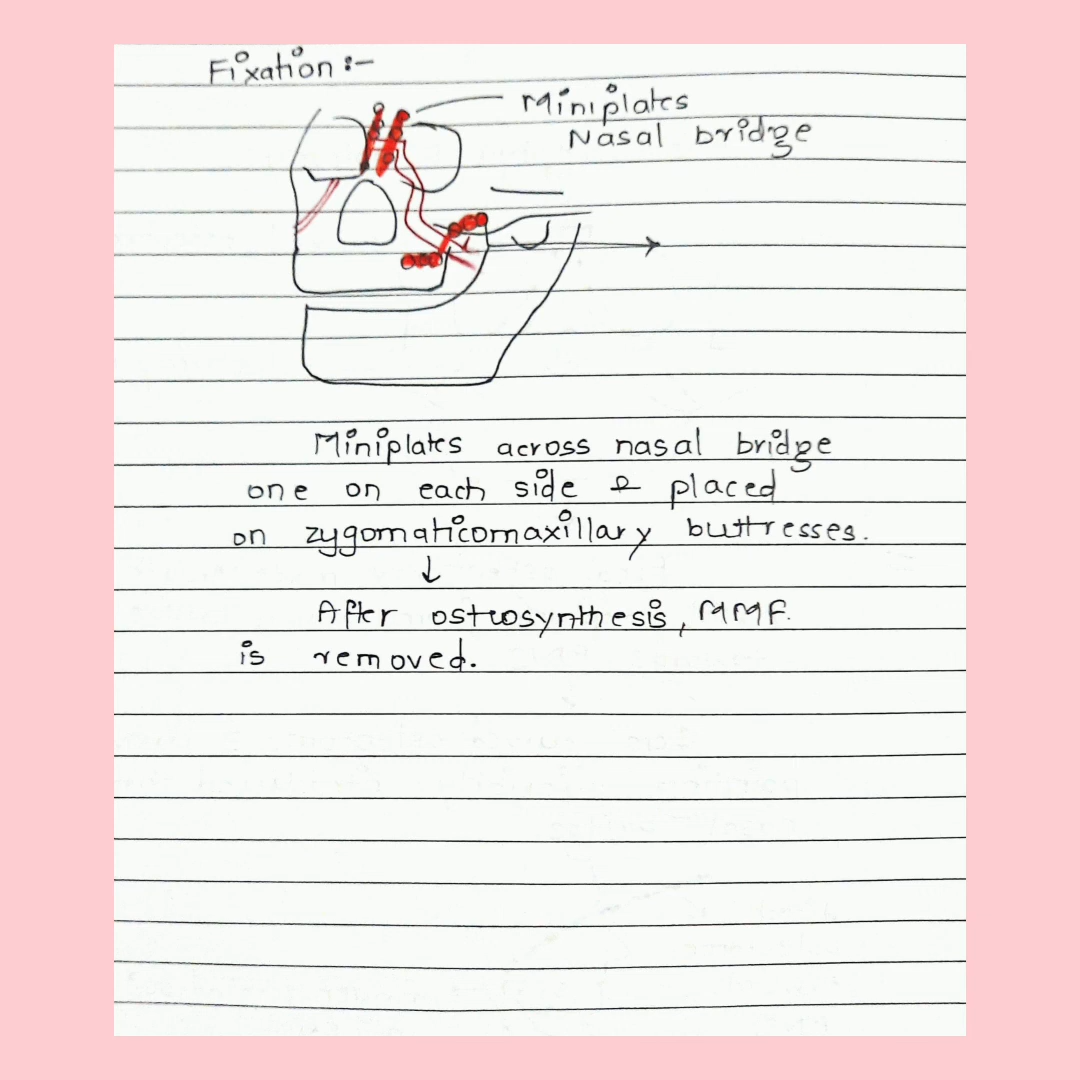 Fixation :-
Miniplates
Nasal bridge
Miniplates across nasal bridge
one on each side & placed
on zygomaticomaxillary buttresses.
↓
After osteosynthesis, MMF.
is removed.